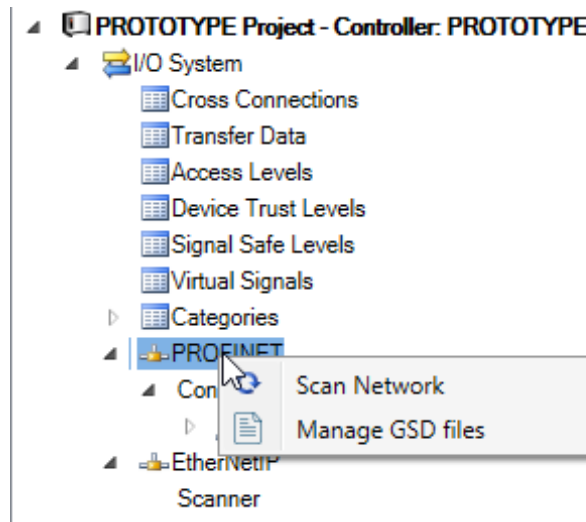 PROTOTYPE Project - Controller: PROTOTYPE
I/O System
Cross Connections
Transfer Data
Access Levels
Device Trust Levels
Signal Safe Levels
Virtual Signals
Categories
PROFINET
Con
Scan Network
Manage GSD files
EtherNetIP
Scanner